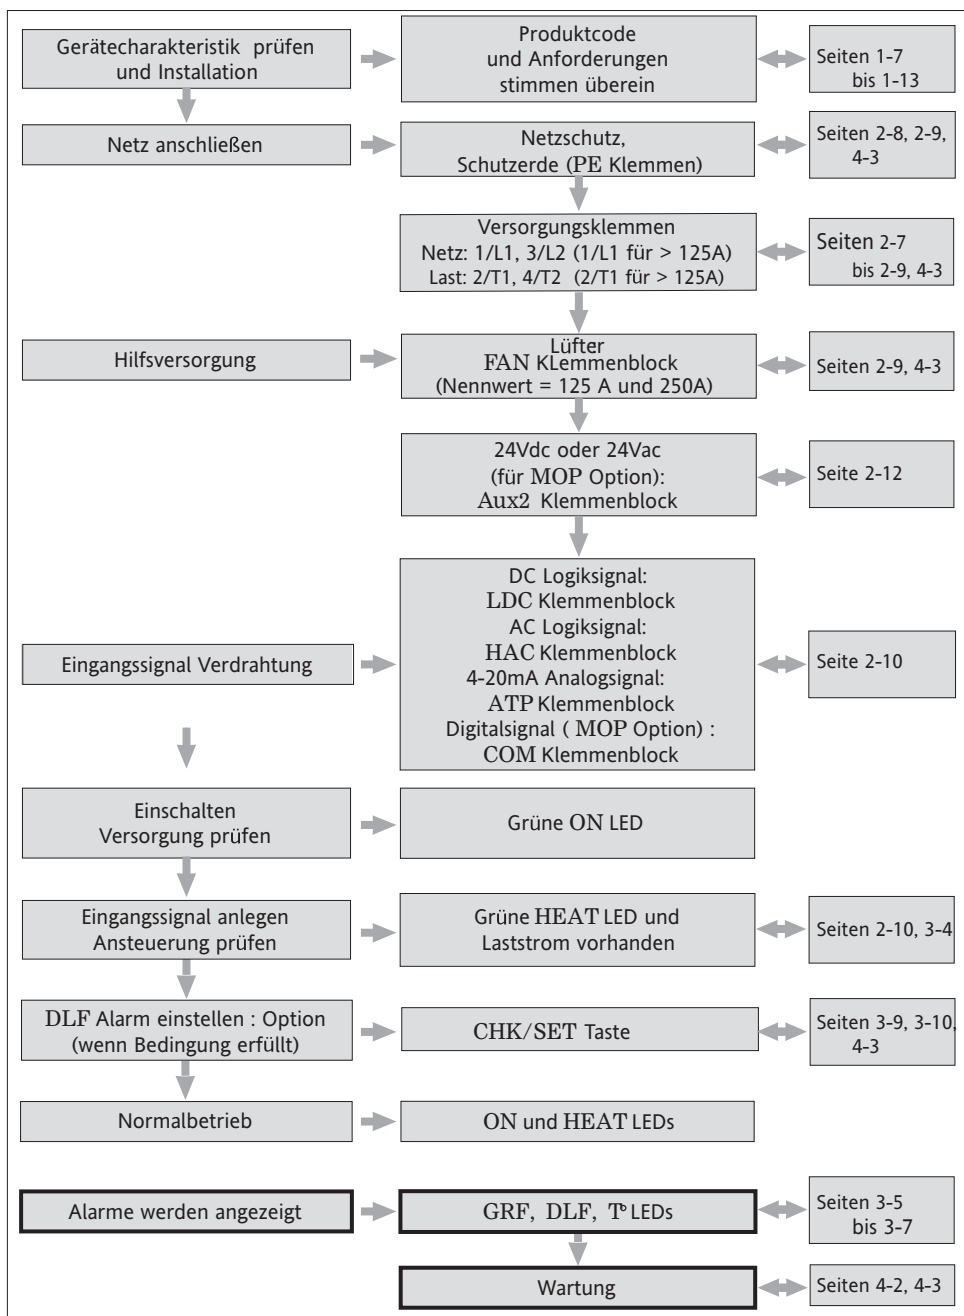 Gerätecharakteristik prüfen
und Installation
Produktcode
und Anforderungen
stimmen überein
Seiten 1-7
bis 1-13
Netz anschließen
Netzschutz,
Schutzerde (PE Klemmen)
Seiten 2-8, 2-9,
4-3
Versorgungsklemmen
Netz: 1/L1, 3/L2 (1/L1 für > 125A)
Last: 2/T1, 4/T2 (2/T1 für > 125A)
Seiten 2-7
bis 2-9, 4-3
Hilfsversorgung
Lüfter
FAN KLemmenblock
(Nennwert = 125 A und 250A)
Seiten 2-9, 4-3
24Vdc oder 24Vac
(für MOP Option):
Aux2 Klemmenblock
Seite 2-12
Eingangssignal Verdrahtung
DC Logiksignal:
LDC Klemmenblock
AC Logiksignal:
HAC Klemmenblock
4-20mA Analogsignal:
ATP Klemmenblock
Digitalsignal ( MOP Option) :
COM Klemmenblock
Seite 2-10
Einschalten
Versorgung prüfen
Grüne ON LED
Eingangssignal anlegen
Ansteuerung prüfen
Grüne HEAT LED und
Laststrom vorhanden
Seiten 2-10, 3-4
DLF Alarm einstellen : Option
(wenn Bedingung erfüllt)
CHK/SET Taste
Seiten 3-9, 3-10,
4-3
Normalbetrieb
ON und HEAT LEDs
Alarme werden angezeigt
GRF, DLF, T° LEDs
Seiten 3-5
bis 3-7
Wartung
Seiten 4-2, 4-3